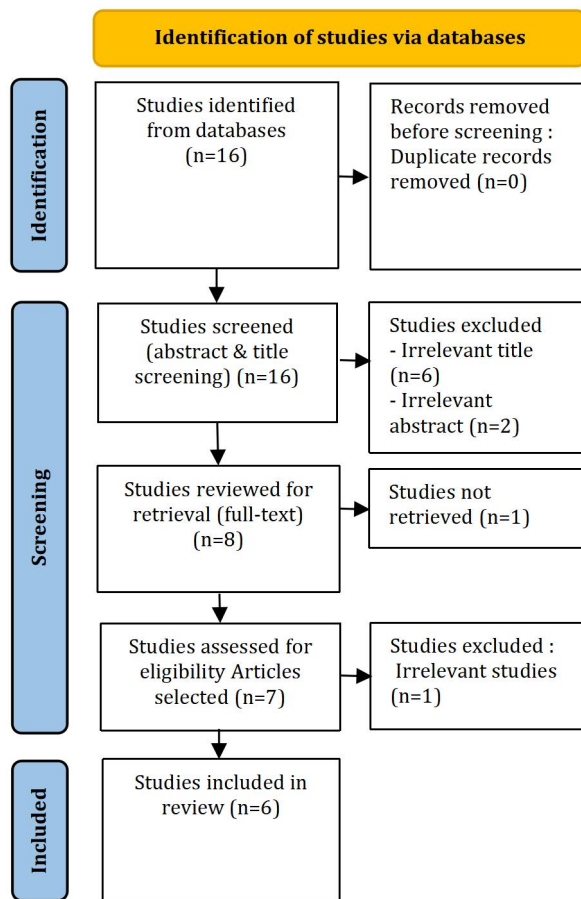 Identification of studies via databases
Identification
Studies identified
from databases
(n=16)
Records removed
before screening :
Duplicate records
removed (n=0)
Screening
Studies screened
(abstract & title
screening) (n=16)
Studies excluded
- Irrelevant title
(n=6)
- Irrelevant
abstract (n=2)
Studies reviewed for
retrieval (full-text)
(n=8)
Studies not
retrieved (n=1)
Studies assessed for
eligibility Articles
selected (n=7)
Studies excluded :
Irrelevant studies
(n=1)
Included
Studies included in
review (n=6)